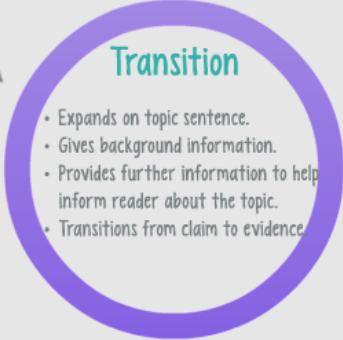 Transition
• Expands on topic sentence.
• Gives background information.
• Provides further information to help
inform reader about the topic.
• Transitions from claim to evidence